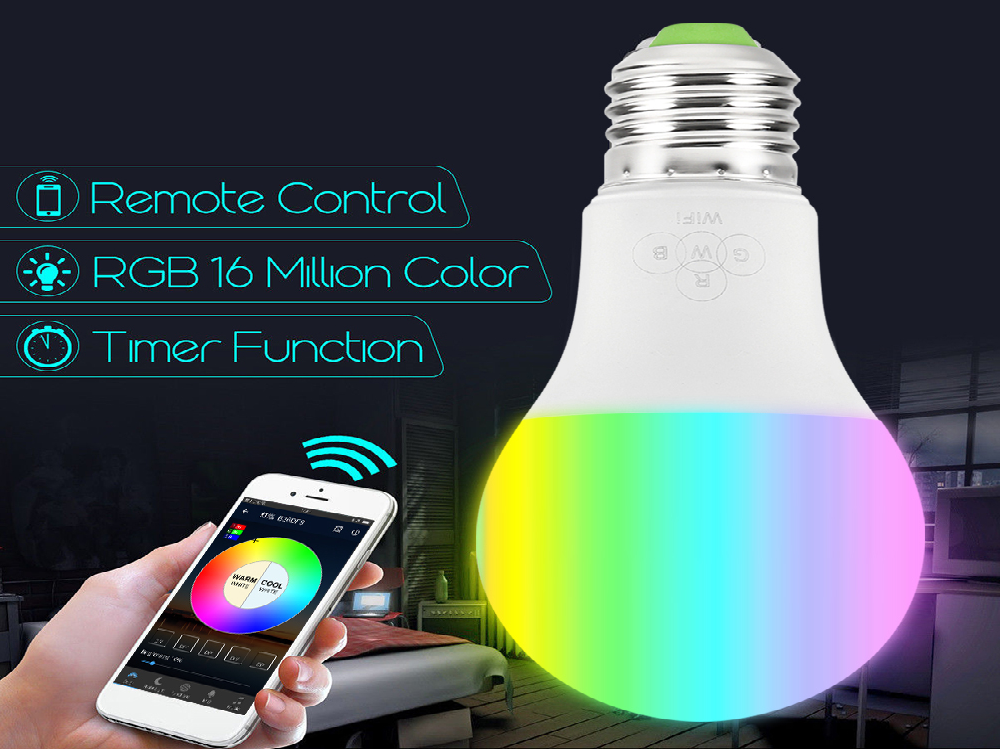 Remote Control
RGB 16 Million Color
Timer Function
WIFI
B W G
R
WARM WHITE
COOL WHITE